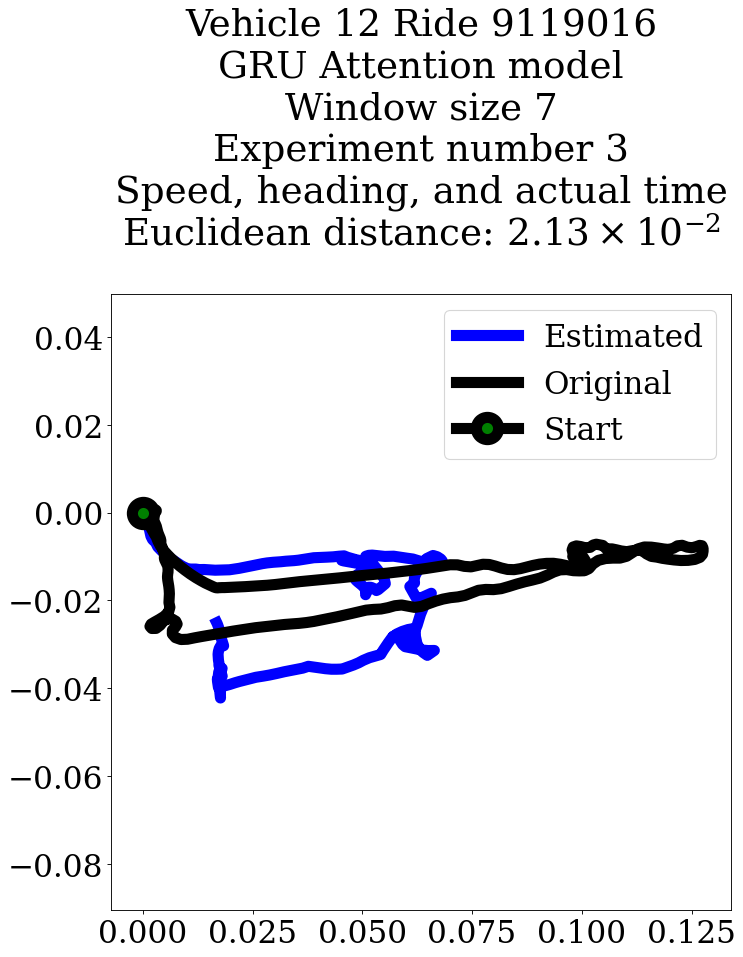 Vehicle 12 Ride 9119016
GRU Attention model
Window size 7
Experiment number 3
Speed, heading, and actual time
Euclidean distance: 2.13 × 10⁻²
Estimated
Original
Start
0.04
0.02
0.00
−0.02
−0.04
−0.06
−0.08
0.000 0.025 0.050 0.075 0.100 0.125